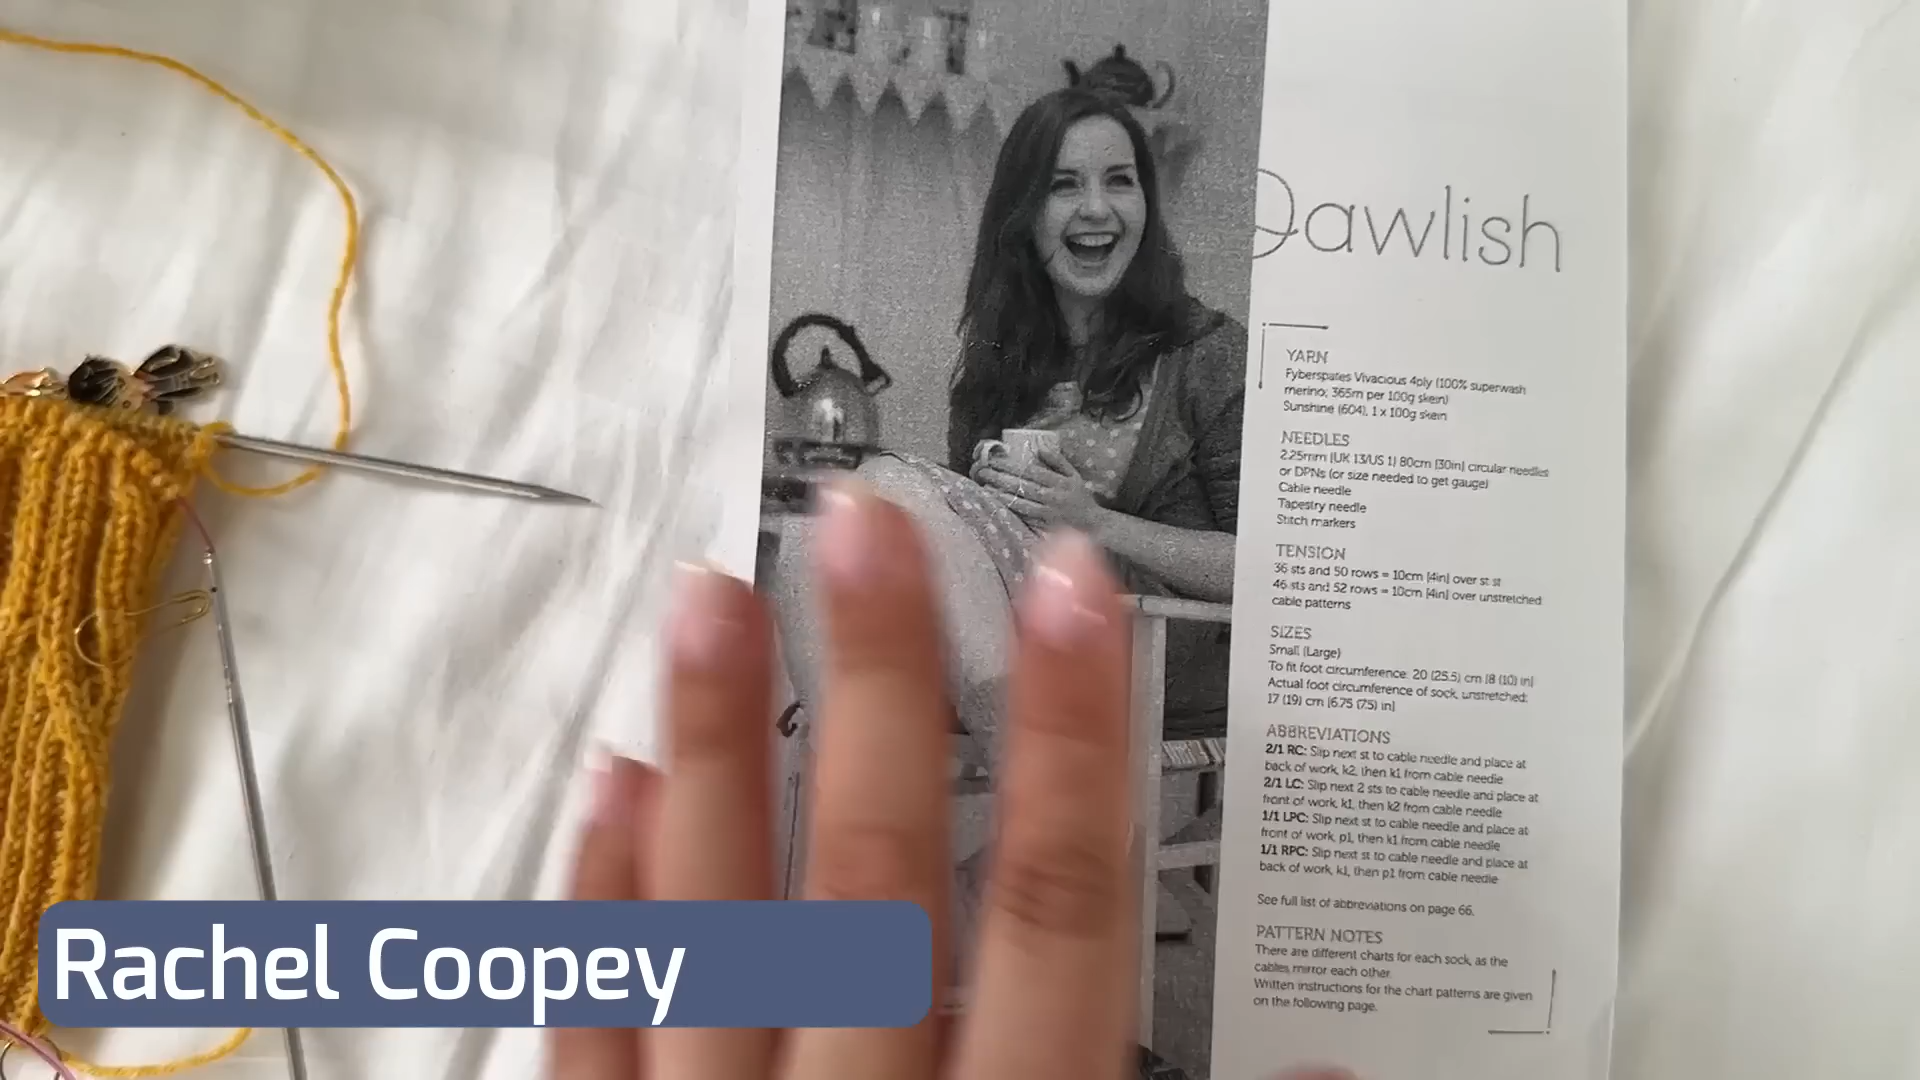 Dawlish
YARN
Fyberspates Vivacious 4ply (100% superwash
merino; 365m per 100g skein)
Sunshine (604), 1 x 100g skein
NEEDLES
2.25mm (UK 13/US 1) 80cm [30in] circular needles
or DPNs (or size needed to get gauge)
Cable needle
Tapestry needle
Stitch markers
TENSION
36 sts and 50 rows = 10cm [4in] over st st
46 sts and 52 rows = 10cm [4in] over unstretched
cable patterns
SIZES
Small (Large)
To fit foot circumference: 20 (25.5) cm [8 (10) in]
Actual foot circumference of sock, unstretched:
17 (19) cm [6.75 (7.5) in]
ABBREVIATIONS
2/1 RC: Slip next st to cable needle and place at
back of work, k2, then k1 from cable needle
2/1 LC: Slip next 2 sts to cable needle and place at
front of work, k1, then k2 from cable needle
1/1 LPC: Slip next st to cable needle and place at
front of work, p1, then k1 from cable needle
1/1 RPC: Slip next st to cable needle and place at
back of work, k1, then p1 from cable needle
See full list of abbreviations on page 66.
PATTERN NOTES
There are different charts for each sock, as the
cables mirror each other.
Written instructions for the chart patterns are given
on the following page.
Rachel Coopey